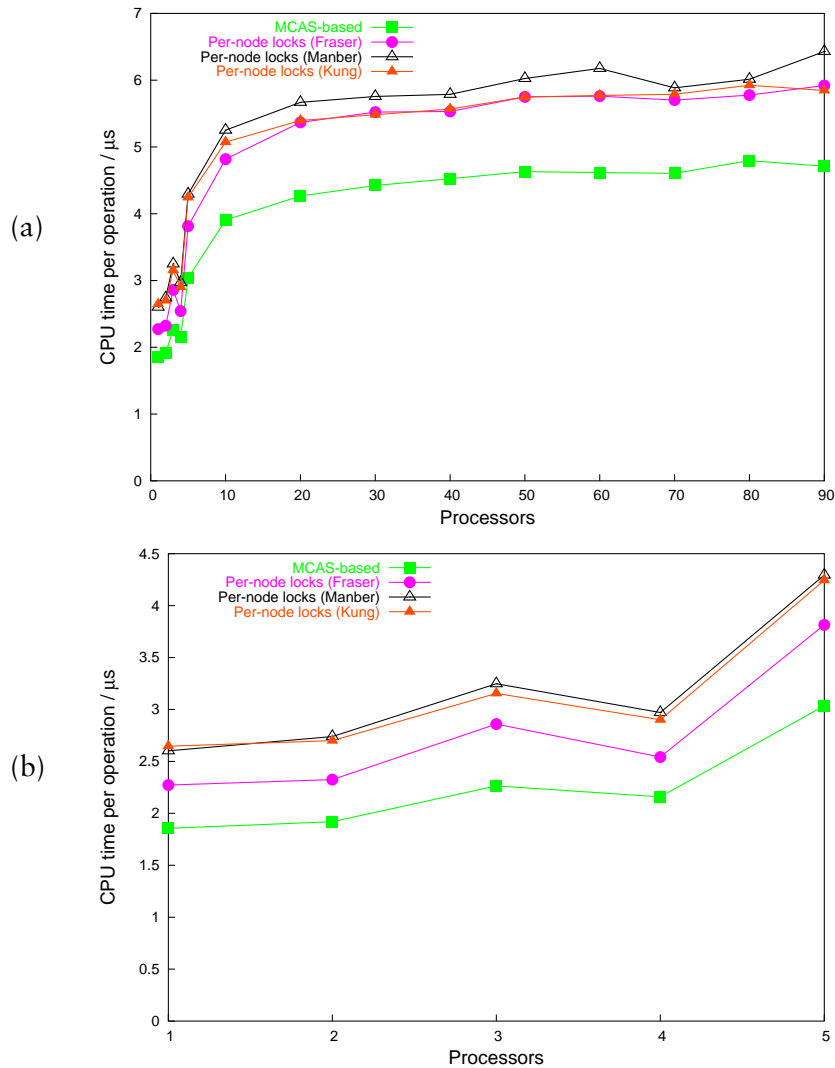 (a)
CPU time per operation / µs
7
6
5
4
3
2
1
0
MCAS-based
Per-node locks (Fraser)
Per-node locks (Manber)
Per-node locks (Kung)
0 10 20 30 40 50 60 70 80 90
Processors
(b)
CPU time per operation / µs
4.5
4
3.5
3
2.5
2
1.5
1
0.5
0
MCAS-based
Per-node locks (Fraser)
Per-node locks (Manber)
Per-node locks (Kung)
1 2 3 4 5
Processors